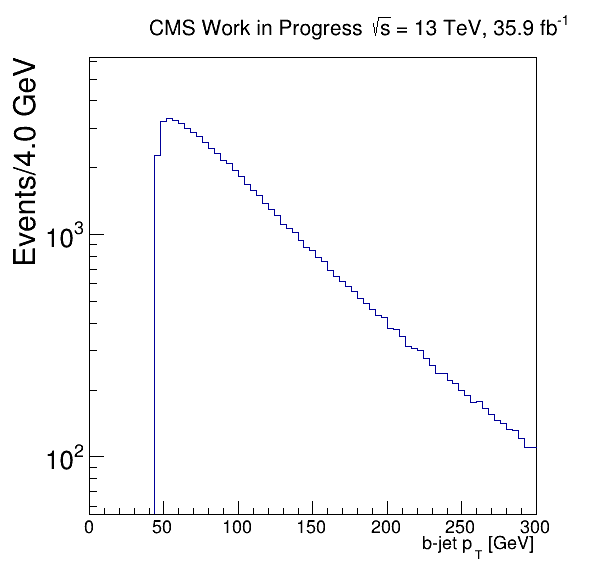 CMS Work in Progress √s = 13 TeV, 35.9 fb⁻¹
Events/4.0 GeV
10³
10²
0 50 100 150 200 250 300
b-jet p_T [GeV]